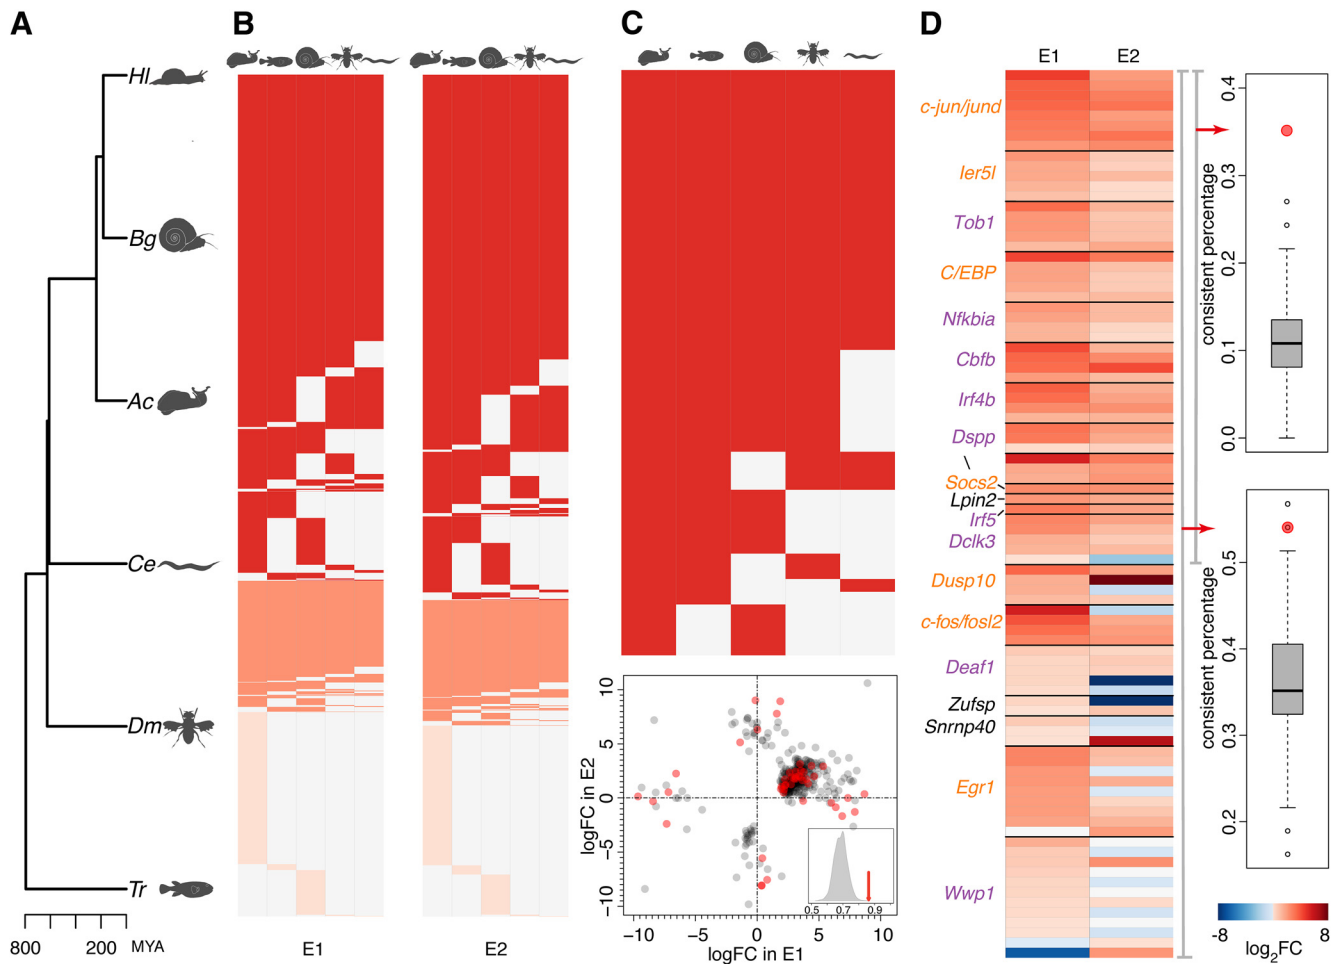 A
B
C
D
Hl
Bg
Ac
Ce
Dm
Tr
800
200
MYA
E1
E2
10
5
0
−5
−10
logFC in E2
−10
−5
0
5
10
logFC in E1
0.5
0.7
0.9
E1
E2
c-jun/jund
Ier5l
Tob1
C/EBP
Nfkbia
Cbfb
Irf4b
Dspp
Socs2
Lpin2
Irf5
Dclk3
Dusp10
c-fos/fosl2
Deaf1
Zufsp
Snrnp40
Egr1
Wwp1
consistent percentage
0.4
0.3
0.2
0.1
0.0
consistent percentage
0.5
0.4
0.3
0.2
-8
8
log2FC